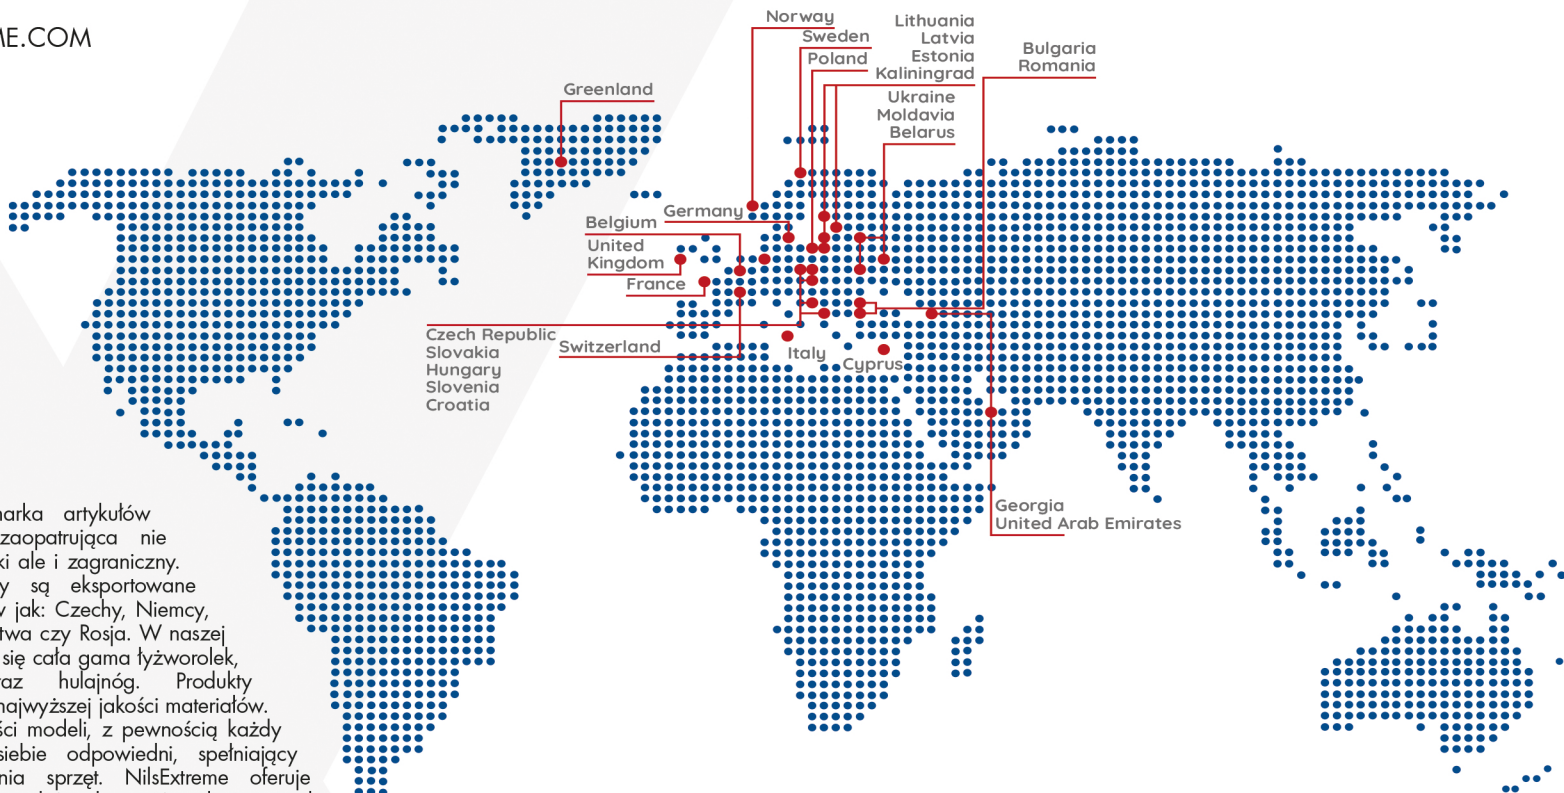 ME.COM
Norway
Sweden
Poland
Lithuania
Latvia
Estonia
Kaliningrad
Ukraine
Moldavia
Belarus
Bulgaria
Romania
Greenland
Germany
Belgium
United
Kingdom
France
Czech Republic
Slovakia
Hungary
Slovenia
Croatia
Switzerland
Italy
Cyprus
Georgia
United Arab Emirates
artykułów
zaopatrująca nie
ki ale i zagraniczny.
y są eksportowane
w jak: Czechy, Niemcy,
twa czy Rosja. W naszej
się cała gama łyżworolek,
raz hulajnóg. Produkty
najwyższej jakości materiałów.
ści modeli, z pewnością każdy
siebie odpowiedni, spełniający
nia sprzęt. NilsExtreme oferuje